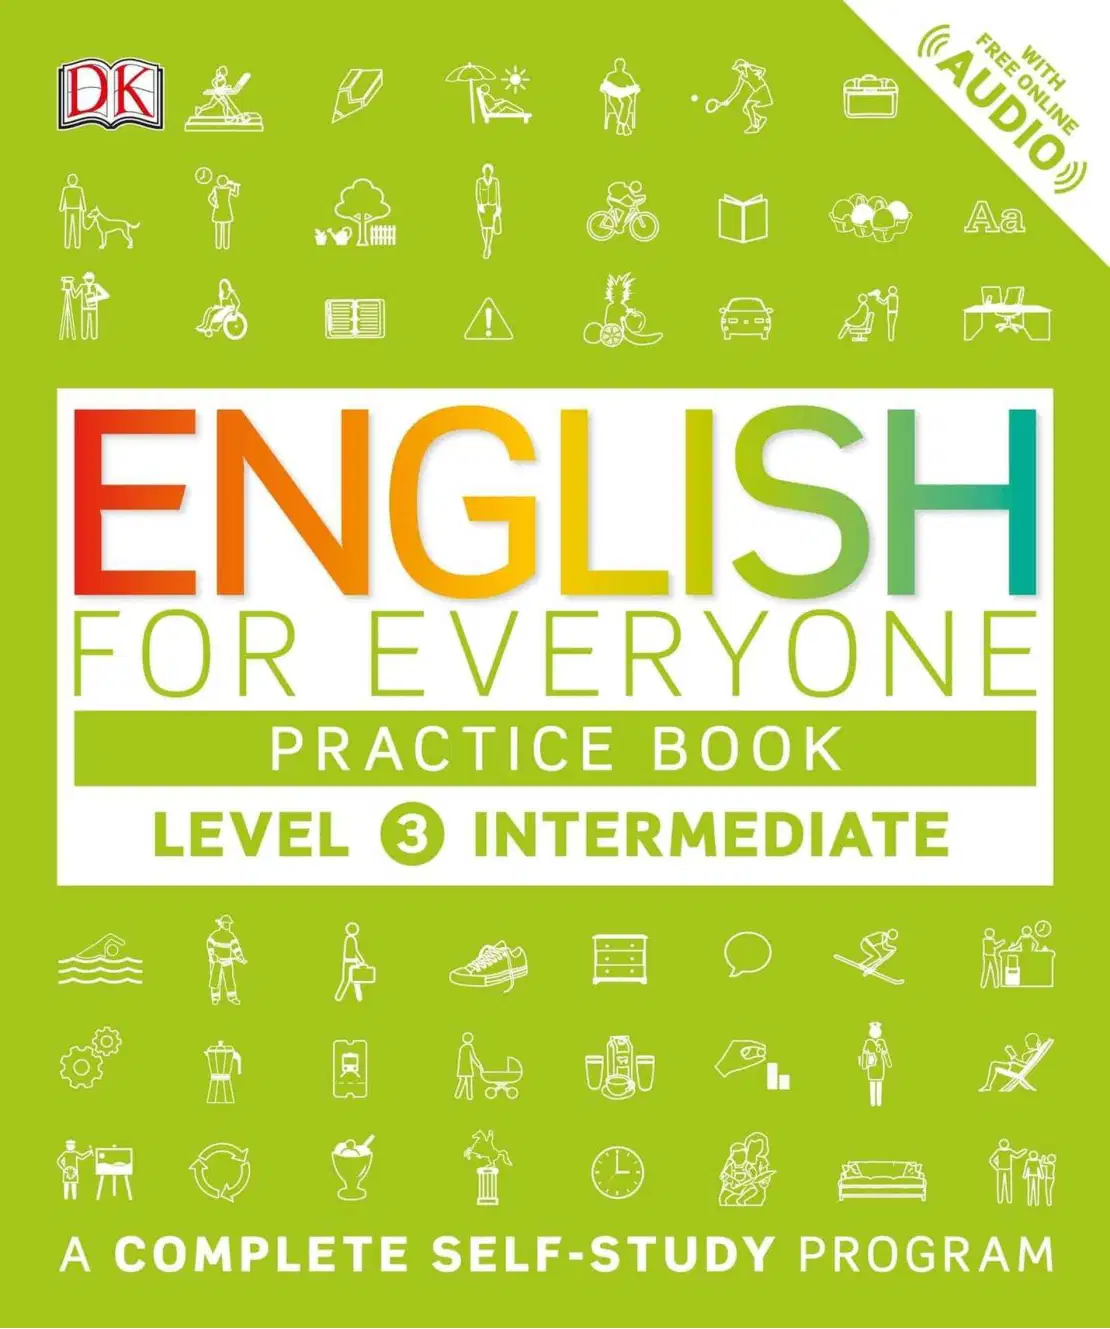 DK
WITH
FREE ONLINE
AUDIO
Aa
ENGLISH
FOR EVERYONE
PRACTICE BOOK
LEVEL 3 INTERMEDIATE
A COMPLETE SELF-STUDY PROGRAM